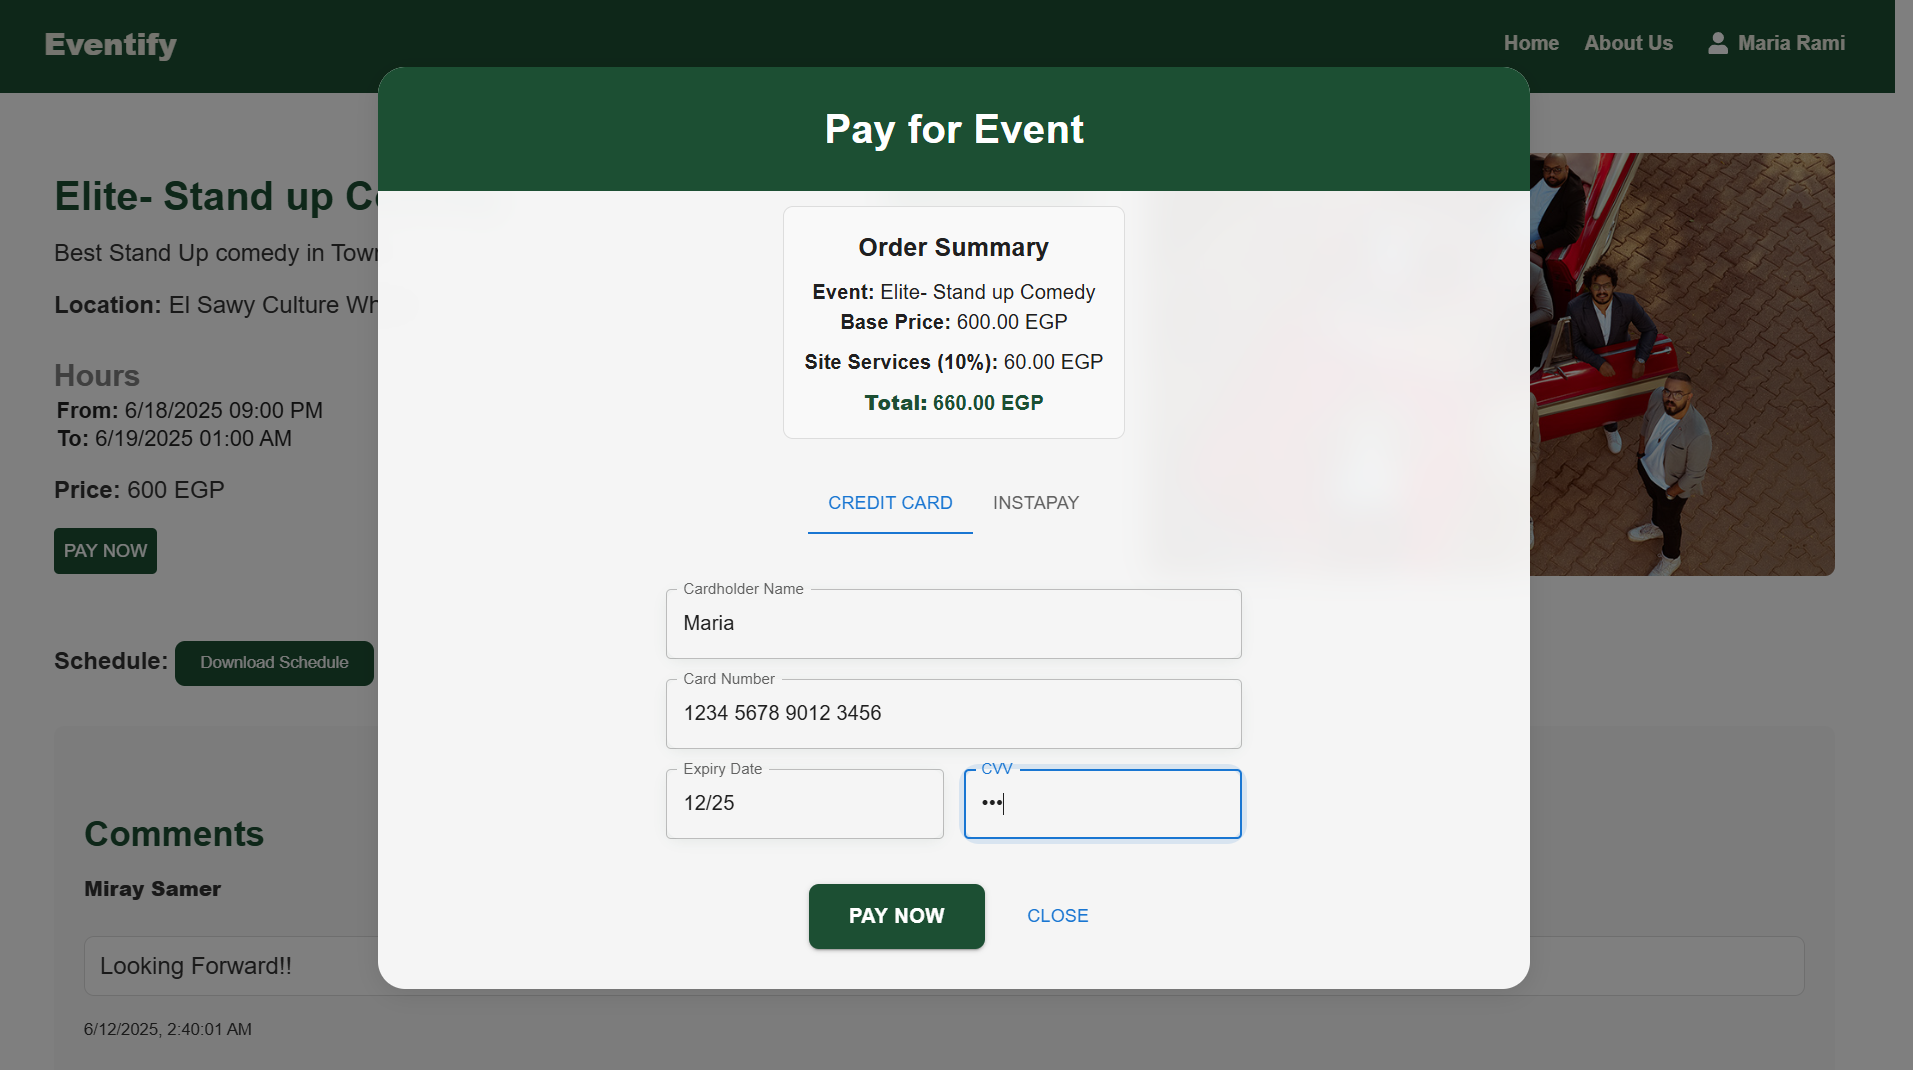 Eventify
Home About Us Maria Rami
Pay for Event
Elite- Stand up
Best Stand Up comedy in
Location: El Sawy Culture
Hours
From: 6/18/2025 09:00 PM
To: 6/19/2025 01:00 AM
Price: 600 EGP
PAY NOW
Schedule: Download Schedule
Order Summary
Event: Elite- Stand up Comedy
Base Price: 600.00 EGP
Site Services (10%): 60.00 EGP
Total: 660.00 EGP
CREDIT CARD INSTAPAY
Cardholder Name
Maria
Card Number
1234 5678 9012 3456
Expiry Date
12/25
CVV
•••
PAY NOW CLOSE
Comments
Miray Samer
Looking Forward!!
6/12/2025, 2:40:01 AM